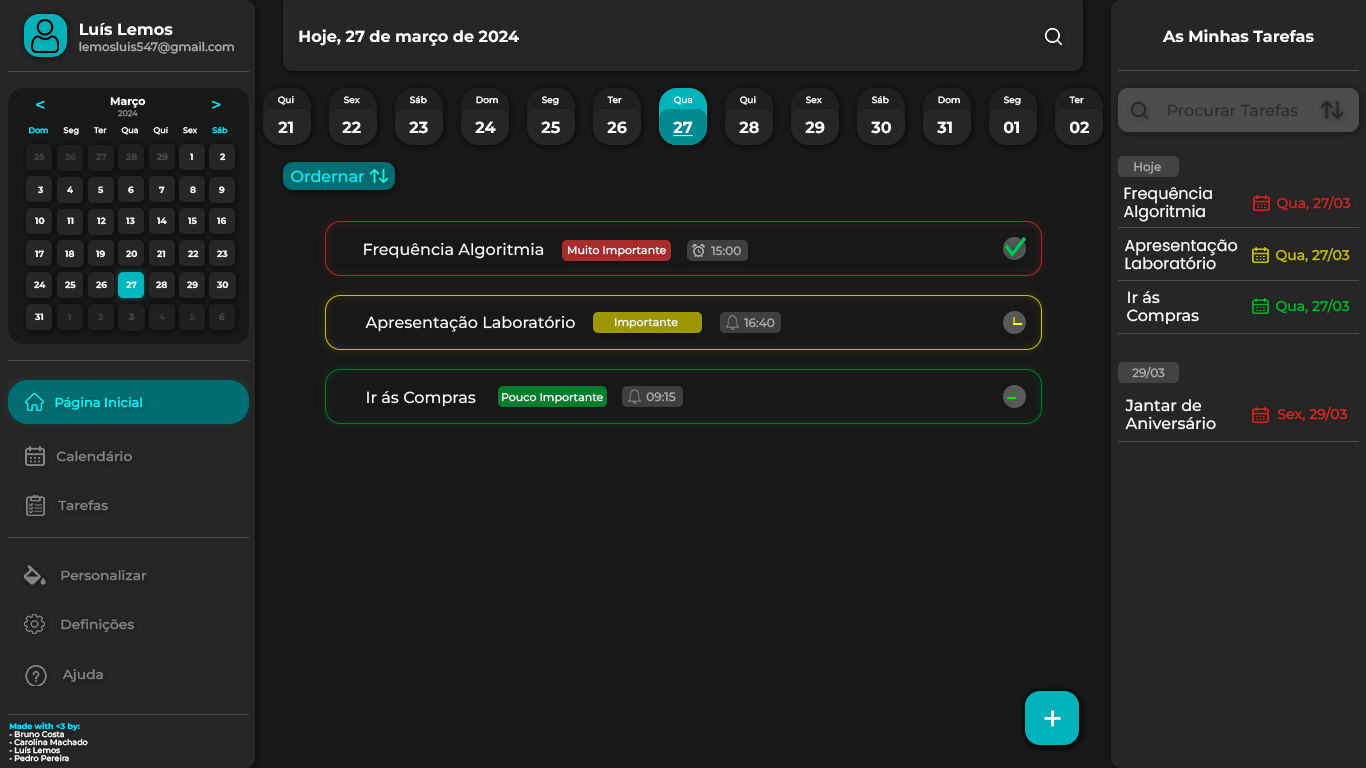 Luís Lemos
lemosluis547@gmail.com
< Março >
2024
Dom Seg Ter Qua Qui Sex Sáb
25 26 27 28 29 1 2
3 4 5 6 7 8 9
10 11 12 13 14 15 16
17 18 19 20 21 22 23
24 25 26 27 28 29 30
31 1 2 3 4 5 6
Página Inicial
Calendário
Tarefas
Personalizar
Definições
Ajuda
Made with <3 by:
- Bruno Costa
- Carolina Machado
- Luís Lemos
- Pedro Pereira
Hoje, 27 de março de 2024
Qui Sex Sáb Dom Seg Ter Qua Qui Sex Sáb Dom Seg Ter
21 22 23 24 25 26 27 28 29 30 31 01 02
Ordernar
Frequência Algoritmia Muito Importante 15:00
Apresentação Laboratório Importante 16:40
Ir ás Compras Pouco Importante 09:15
+
As Minhas Tarefas
Procurar Tarefas
Hoje
Frequência
Algoritmia
Qua, 27/03
Apresentação
Laboratório
Qua, 27/03
Ir ás
Compras
Qua, 27/03
29/03
Jantar de
Aniversário
Sex, 29/03